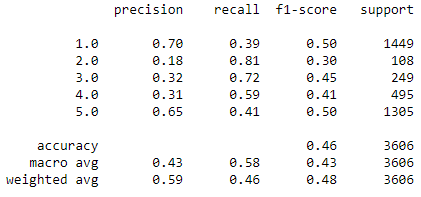 precision recall f1-score support
1.0 0.70 0.39 0.50 1449
2.0 0.18 0.81 0.30 108
3.0 0.32 0.72 0.45 249
4.0 0.31 0.59 0.41 495
5.0 0.65 0.41 0.50 1305
accuracy 0.46 3606
macro avg 0.43 0.58 0.43 3606
weighted avg 0.59 0.46 0.48 3606